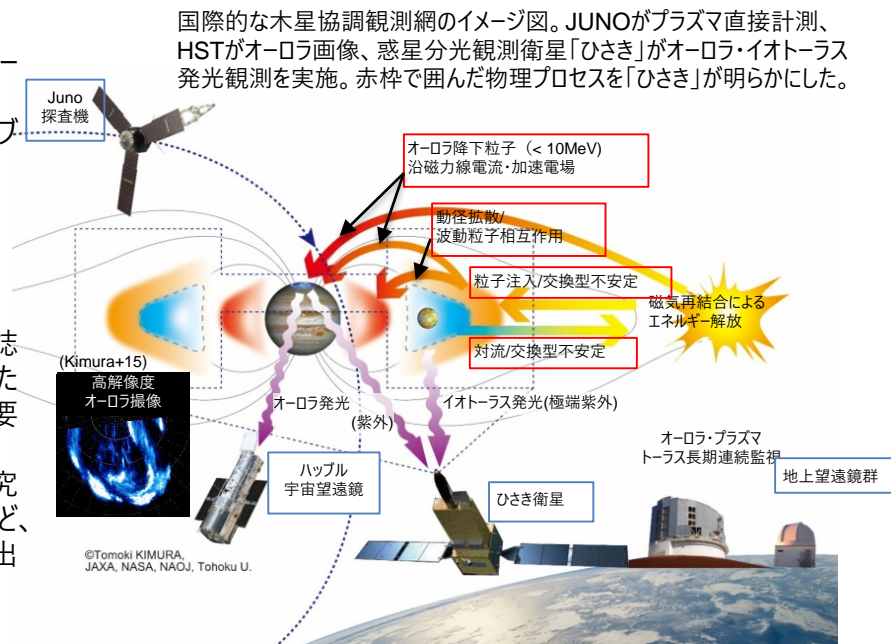 国際的な木星協調観測網のイメージ図。JUNOがプラズマ直接計測、
HSTがオーロラ画像、惑星分光観測衛星「ひさき」がオーロラ・イオトーラス
発光観測を実施。赤枠で囲んだ物理プロセスを「ひさき」が明らかにした。
ー
ブ
誌
た
要
究
ど、
出
Juno
探査機
オーロラ降下粒子（< 10MeV)
沿磁力線電流・加速電場
動径拡散/
波動粒子相互作用
粒子注入/交換型不安定
磁気再結合による
エネルギー解放
対流/交換型不安定
(Kimura+15)
高解像度
オーロラ撮像
オーロラ発光
(紫外)
イオトーラス発光(極端紫外)
オーロラ・プラズマ
トーラス長期連続監視
地上望遠鏡群
ハッブル
宇宙望遠鏡
ひさき衛星
©Tomoki KIMURA,
JAXA, NASA, NAOJ, Tohoku U.